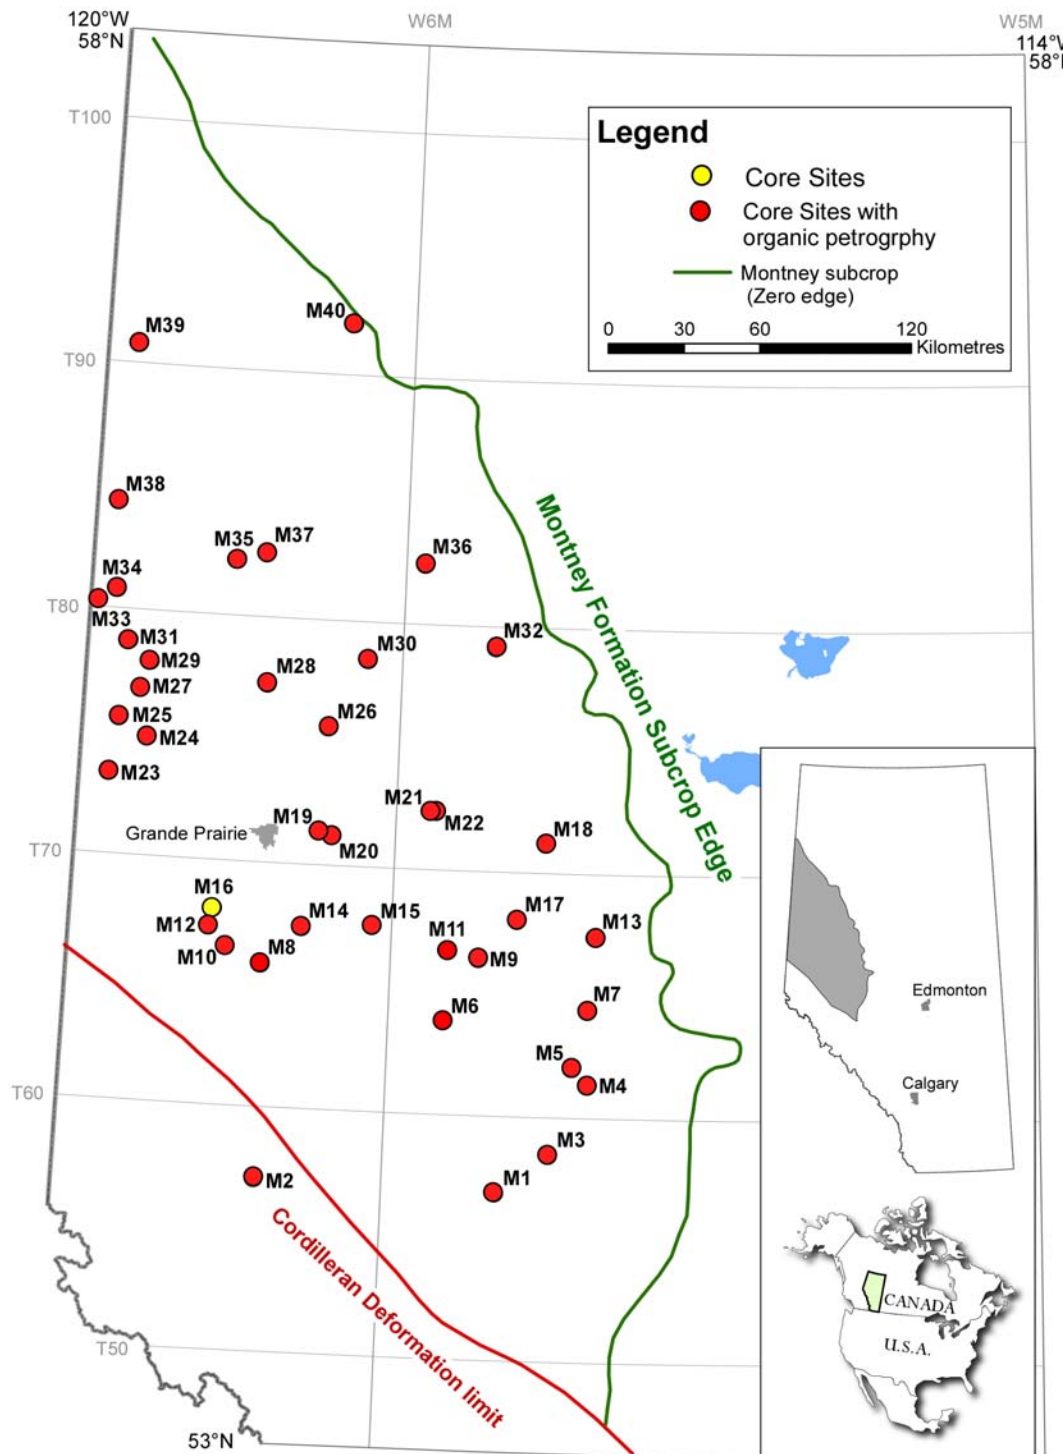 120°W
58°N
W6M
W5M
114°W
58°N
T100
Legend
Core Sites
Core Sites with
organic petrogrphy
Montney subcrop
(Zero edge)
0 30 60 120
Kilometres
M40
M39
T90
M38
M35
M37
M36
M34
T80
M33
M31
M32
M30
M29
M28
M27
M25
M26
M24
M23
Montney Formation Subcrop Edge
M21
M22
M19
Grande Prairie
M20
M18
T70
M16
M12
M14
M15
M17
M13
M11
M10
M8
M9
M7
M6
M5
M4
T60
M3
M2
M1
Cordilleran Deformation limit
T50
53°N
Edmonton
Calgary
CANADA
U.S.A.